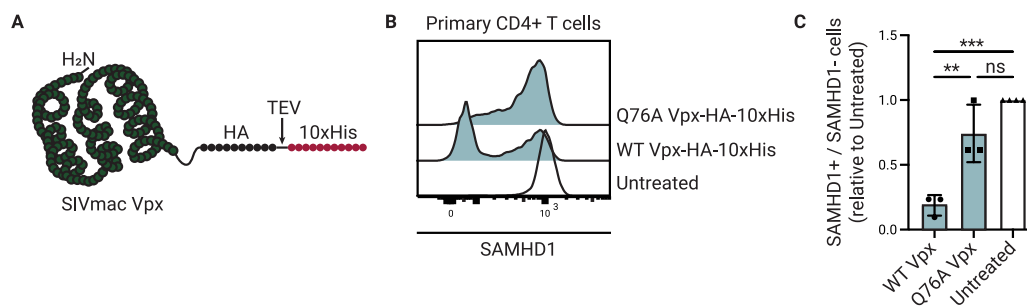 A
H₂N
HA
TEV
10xHis
SIVmac Vpx
B
Primary CD4+ T cells
Q76A Vpx-HA-10xHis
WT Vpx-HA-10xHis
Untreated
0
10 3
SAMHD1
C
SAMHD1+ / SAMHD1- cells
(relative to Untreated)
1.5
1.0
0.5
0.0
***
**
ns
WT Vpx
Q76A Vpx
Untreated